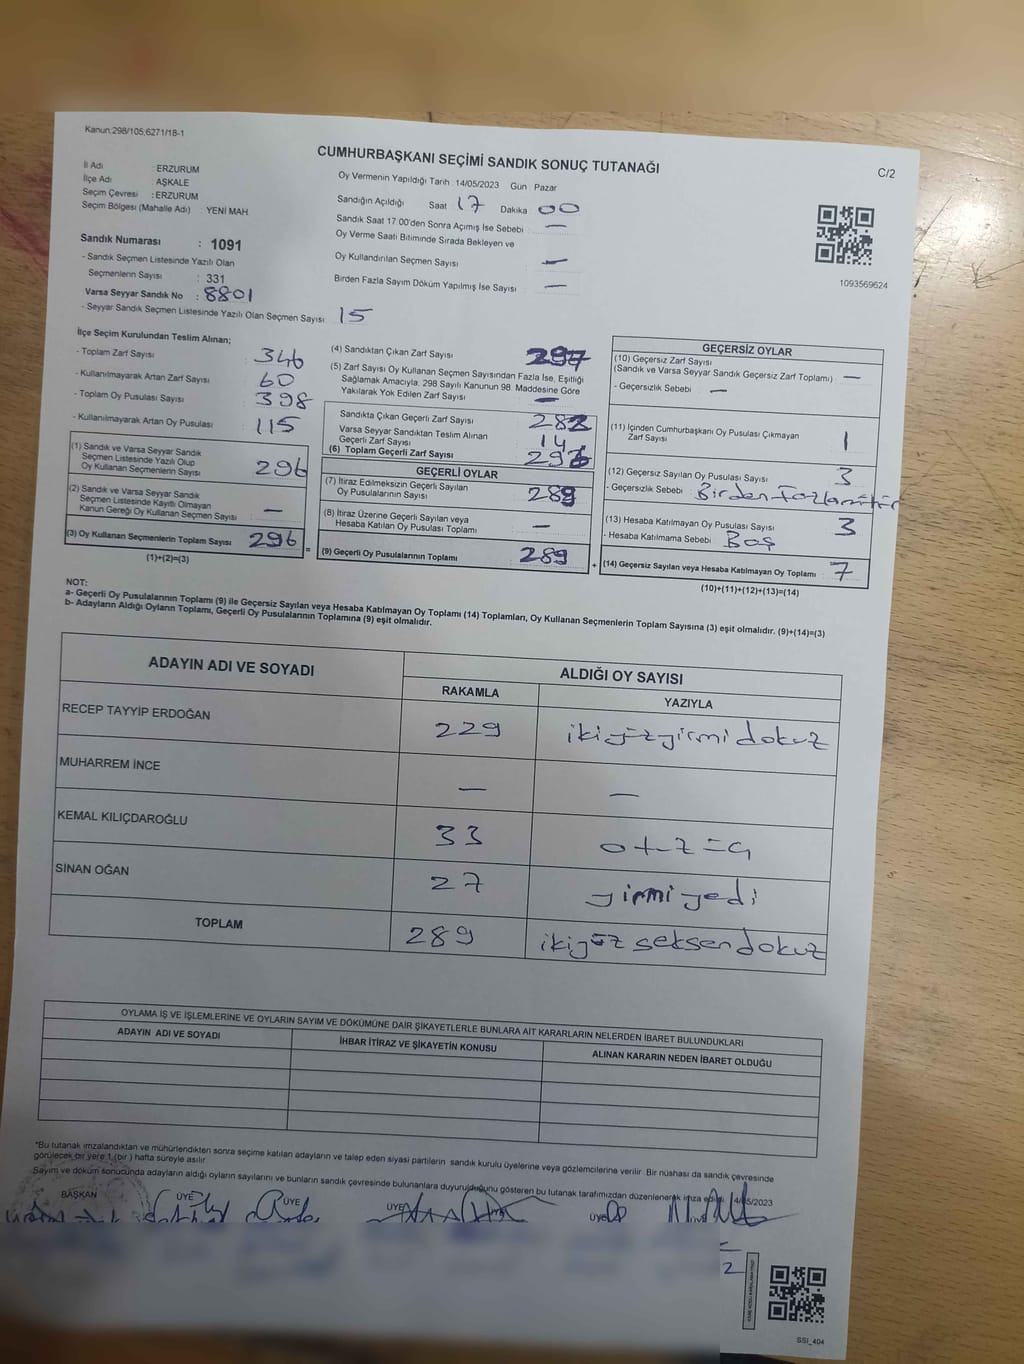 Kanun:298/105;6271/18-1
CUMHURBAŞKANI SEÇİMİ SANDIK SONUÇ TUTANAĞI
C/2
İl Adı : ERZURUM
İlçe Adı : AŞKALE
Seçim Çevresi : ERZURUM
Seçim Bölgesi (Mahalle Adı) : YENİ MAH
Sandık Numarası : 1091
- Sandık Seçmen Listesinde Yazılı Olan
Seçmenlerin Sayısı : 331
Varsa Seyyar Sandık No : 8801
- Seyyar Sandık Seçmen Listesinde Yazılı Olan Seçmen Sayısı 15
Oy Vermenin Yapıldığı Tarih :14/05/2023 Gün Pazar
Sandığın Açıldığı Saat 17 Dakika 00
Sandık Saat 17.00'den Sonra Açımış İse Sebebi : —
Oy Verme Saati Bitiminde Sırada Bekleyen ve
Oy Kullandırılan Seçmen Sayısı —
Birden Fazla Sayım Döküm Yapılmış İse Sayısı —
1093569624
İlçe Seçim Kurulundan Teslim Alınan;
- Toplam Zarf Sayısı : 346
- Kullanılmayarak Artan Zarf Sayısı : 60
- Toplam Oy Pusulası Sayısı : 398
- Kullanılmayarak Artan Oy Pusulası : 115
(1) Sandık ve Varsa Seyyar Sandık
Seçmen Listesinde Yazılı Olup
Oy Kullanan Seçmenlerin Sayısı : 296
(2) Sandık ve Varsa Seyyar Sandık
Seçmen Listesinde Kayıtlı Olmayan
Kanun Gereği Oy Kullanan Seçmen Sayısı : —
(3) Oy Kullanan Seçmenlerin Toplam Sayısı : 296
(1)+(2)=(3)
(4) Sandıktan Çıkan Zarf Sayısı : 297
(5) Zarf Sayısı Oy Kullanan Seçmen Sayısından Fazla İse, Eşitliği
Sağlamak Amacıyla, 298 Sayılı Kanunun 98. Maddesine Göre
Yakılarak Yok Edilen Zarf Sayısı : —
Sandıkta Çıkan Geçerli Zarf Sayısı : 282
Varsa Seyyar Sandıktan Teslim Alınan
Geçerli Zarf Sayısı : 14
(6) Toplam Geçerli Zarf Sayısı : 296
GEÇERLİ OYLAR
(7) İtiraz Edilmeksizin Geçerli Sayılan
Oy Pusulalarının Sayısı : 289
(8) İtiraz Üzerine Geçerli Sayılan veya
Hesaba Katılan Oy Pusulası Toplamı : —
= (9) Geçerli Oy Pusulalarının Toplamı : 289
GEÇERSİZ OYLAR
(10) Geçersiz Zarf Sayısı
(Sandık ve Varsa Seyyar Sandık Geçersiz Zarf Toplamı) : —
- Geçersizlik Sebebi : —
(11) İçinden Cumhurbaşkanı Oy Pusulası Çıkmayan
Zarf Sayısı : 1
(12) Geçersiz Sayılan Oy Pusulası Sayısı : 3
- Geçersizlik Sebebi : Birden Fazla mühür
(13) Hesaba Katılmayan Oy Pusulası Sayısı : 3
- Hesaba Katılmama Sebebi : Boş
+ (14) Geçersiz Sayılan veya Hesaba Katılmayan Oy Toplamı : 7
(10)+(11)+(12)+(13)=(14)
NOT:
a- Geçerli Oy Pusulalarının Toplamı (9) ile Geçersiz Sayılan veya Hesaba Katılmayan Oy Toplamı (14) Toplamları, Oy Kullanan Seçmenlerin Toplam Sayısına (3) eşit olmalıdır. (9)+(14)=(3)
b- Adayların Aldığı Oyların Toplamı, Geçerli Oy Pusulalarının Toplamına (9) eşit olmalıdır.
ADAYIN ADI VE SOYADI ALDIĞI OY SAYISI
RAKAMLA YAZIYLA
RECEP TAYYİP ERDOĞAN 229 ikiyüzyirmidokuz
MUHARREM İNCE — —
KEMAL KILIÇDAROĞLU 33 otuzüç
SİNAN OĞAN 27 yirmiyedi
TOPLAM 289 ikiyüzseksendokuz
OYLAMA İŞ VE İŞLEMLERİNE VE OYLARIN SAYIM VE DÖKÜMÜNE DAİR ŞİKAYETLERLE BUNLARA AİT KARARLARIN NELERDEN İBARET BULUNDUKLARI
ADAYIN ADI VE SOYADI İHBAR İTİRAZ VE ŞİKAYETİN KONUSU ALINAN KARARIN NEDEN İBARET OLDUĞU
*Bu tutanak imzalandıktan ve mühürlendikten sonra seçime katılan adayların ve talep eden siyasi partilerin sandık kurulu üyelerine veya gözlemcilerine verilir. Bir nüshası da sandık çevresinde
görülecek bir yere 1 (bir ) hafta süreyle asılır.
Sayım ve döküm sonucunda adayların aldığı oyların sayılarını ve bunların sandık çevresinde bulunanlara duyurulduğunu gösteren bu tutanak tarafımızdan düzenlenerek imza edildi. 14/05/2023
BAŞKAN ÜYE ÜYE ÜYE ÜYE
2
SSI_404